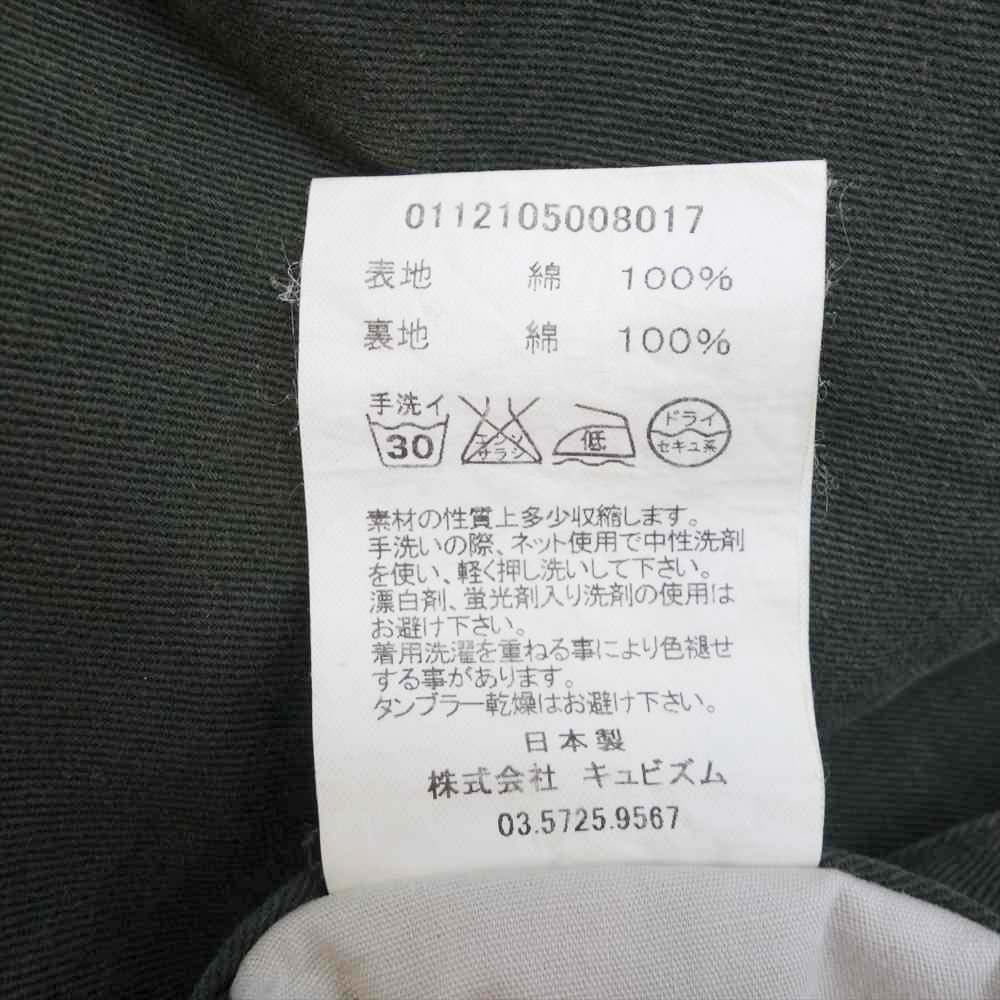 0112105008017
表地 綿 100%
裏地 綿 100%
手洗イ
30
エンソ
サラシ
低
ドライ
セキユ系
素材の性質上多少収縮します。
手洗いの際、ネット使用で中性洗剤
を使い、軽く押し洗いして下さい。
漂白剤、蛍光剤入り洗剤の使用は
お避け下さい。
着用洗濯を重ねる事により色褪せ
する事があります。
タンブラー乾燥はお避け下さい。
日本製
株式会社 キュビズム
03.5725.9567